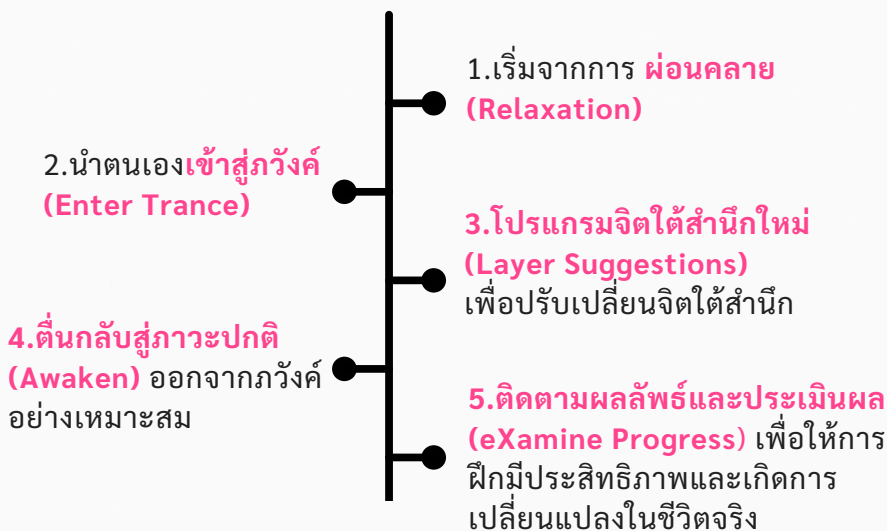 1.เริ่มจากการ ผ่อนคลาย
(Relaxation)
2.นำตนเองเข้าสู่ภวังค์
(Enter Trance)
3.โปรแกรมจิตใต้สำนึกใหม่
(Layer Suggestions)
เพื่อปรับเปลี่ยนจิตใต้สำนึก
4.ตื่นกลับสู่ภาวะปกติ
(Awaken) ออกจากภวังค์
อย่างเหมาะสม
5.ติดตามผลลัพธ์และประเมินผล
(eXamine Progress) เพื่อให้การ
ฝึกมีประสิทธิภาพและเกิดการ
เปลี่ยนแปลงในชีวิตจริง